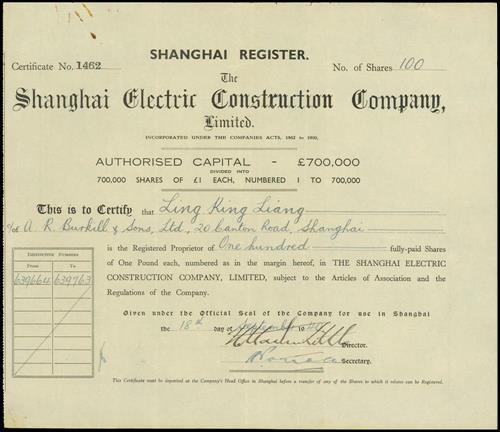 SHANGHAI REGISTER.
Certificate No. 1462
No. of Shares 100
The
Shanghai Electric Construction Company,
Limited.
INCORPORATED UNDER THE COMPANIES ACTS, 1862 to 1900.
AUTHORISED CAPITAL - £700,000
DIVIDED INTO
700,000 SHARES OF £1 EACH, NUMBERED 1 TO 700,000
This is to Certify that Ling King Liang
c/o A. R. Burkill & Sons, Ltd., 20 Canton Road, Shanghai
is the Registered Proprietor of One hundred fully-paid Shares
of One Pound each, numbered as in the margin hereof, in THE SHANGHAI ELECTRIC
CONSTRUCTION COMPANY, LIMITED, subject to the Articles of Association and the
Regulations of the Company.
DISTINCTIVE NUMBERS
From To
639664 639763
Given under the Official Seal of the Company for use in Shanghai
the 18th day of September 19
Director.
Secretary.
This Certificate must be deposited at the Company's Head Office in Shanghai before a transfer of any of the Shares to which it relates can be Registered.